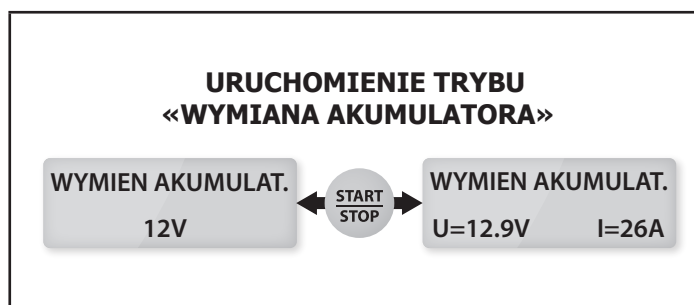 URUCHOMIENIE TRYBU
«WYMIANA AKUMULATORA»
WYMIEN AKUMULAT.
12V
START
STOP
WYMIEN AKUMULAT.
U=12.9V I=26A